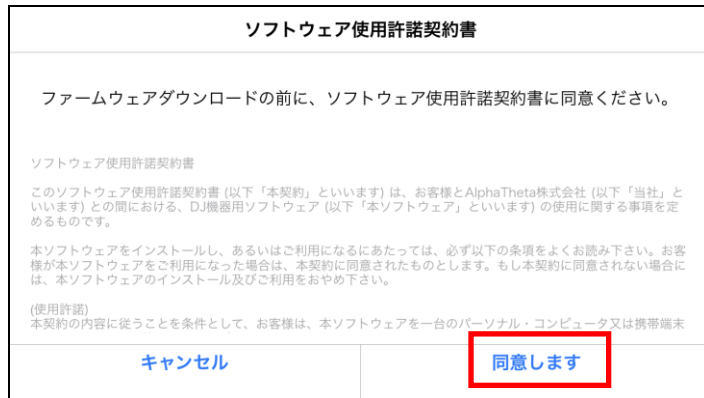 ソフトウェア使用許諾契約書
ファームウェアダウンロードの前に、ソフトウェア使用許諾契約書に同意ください。
ソフトウェア使用許諾契約書
このソフトウェア使用許諾契約書 (以下「本契約」といいます) は、お客様とAlphaTheta株式会社 (以下「当社」と
いいます) との間における、DJ機器用ソフトウェア (以下「本ソフトウェア」といいます) の使用に関する事項を定
めるものです。
本ソフトウェアをインストールし、あるいはご利用になるにあたっては、必ず以下の条項をよくお読み下さい。お客
様が本ソフトウェアをご利用になった場合は、本契約に同意されたものとします。もし本契約に同意されない場合に
は、本ソフトウェアのインストール及びご利用をおやめ下さい。
(使用許諾)
本契約の内容に従うことを条件として、お客様は、本ソフトウェアを一台のパーソナル・コンピュータ又は携帯端末
キャンセル
同意します